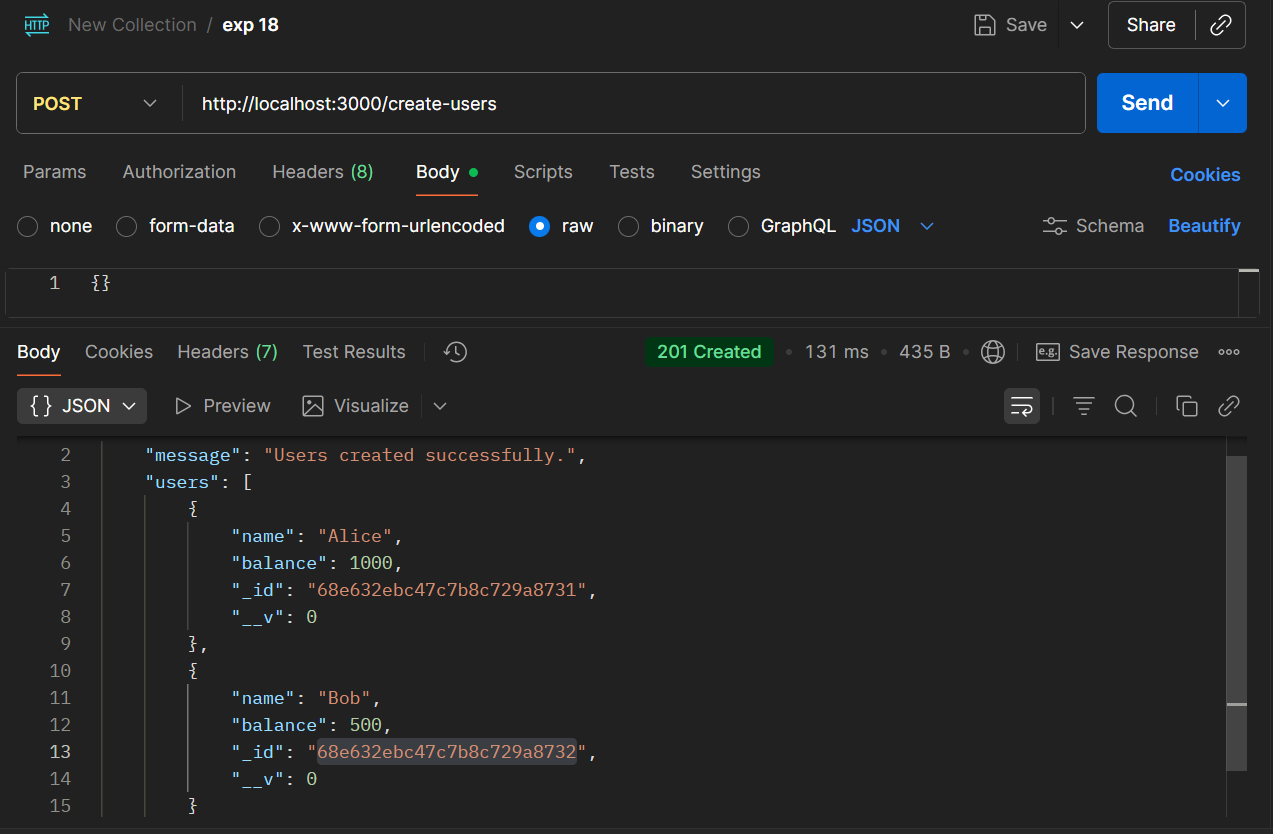 HTTP New Collection / exp 18 Save Share
POST http://localhost:3000/create-users Send
Params Authorization Headers (8) Body Scripts Tests Settings Cookies
none form-data x-www-form-urlencoded raw binary GraphQL JSON Schema Beautify
1 {}
Body Cookies Headers (7) Test Results 201 Created • 131 ms • 435 B • e.g. Save Response
{} JSON Preview Visualize
2 "message": "Users created successfully.",
3 "users": [
4 {
5 "name": "Alice",
6 "balance": 1000,
7 "_id": "68e632ebc47c7b8c729a8731",
8 "__v": 0
9 },
10 {
11 "name": "Bob",
12 "balance": 500,
13 "_id": "68e632ebc47c7b8c729a8732",
14 "__v": 0
15 }